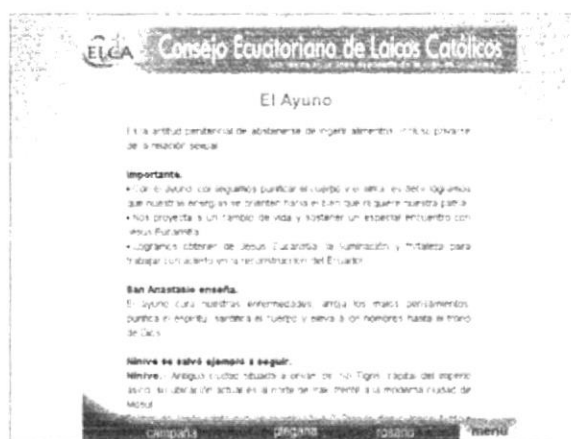 ELCA Consejo Ecuatoriano de Laicos Católicos
El Ayuno
Es la actitud penitencial de abstenerse de ingerir alimentos, incluso privarse
de la relación sexual
Importante.
• Con el ayuno conseguimos purificar el cuerpo y el alma, es decir logramos
que nuestras energías se orienten hacia el bien que requiere nuestra patria.
• Nos proyecta a un cambio de vida y sostener un especial encuentro con
Jesus Eucaristía
• Logramos obtener de Jesús Eucaristía la iluminación y fortaleza para
trabajar con acierto en la reconstrucción del Ecuador
San Anastasio enseña.
El ayuno cura nuestras enfermedades, arroja los malos pensamientos,
purifica el espíritu, santifica el cuerpo y eleva a los hombres hasta el trono
de Dios
Nínive se salvó ejemplo a seguir.
Nínive.- Antigua ciudad situada a orillas del río Tigris, capital del imperio
asirio, su ubicación actual es al norte de Irak, frente a la moderna ciudad de
Mosul
campaña plegaria rosario menú